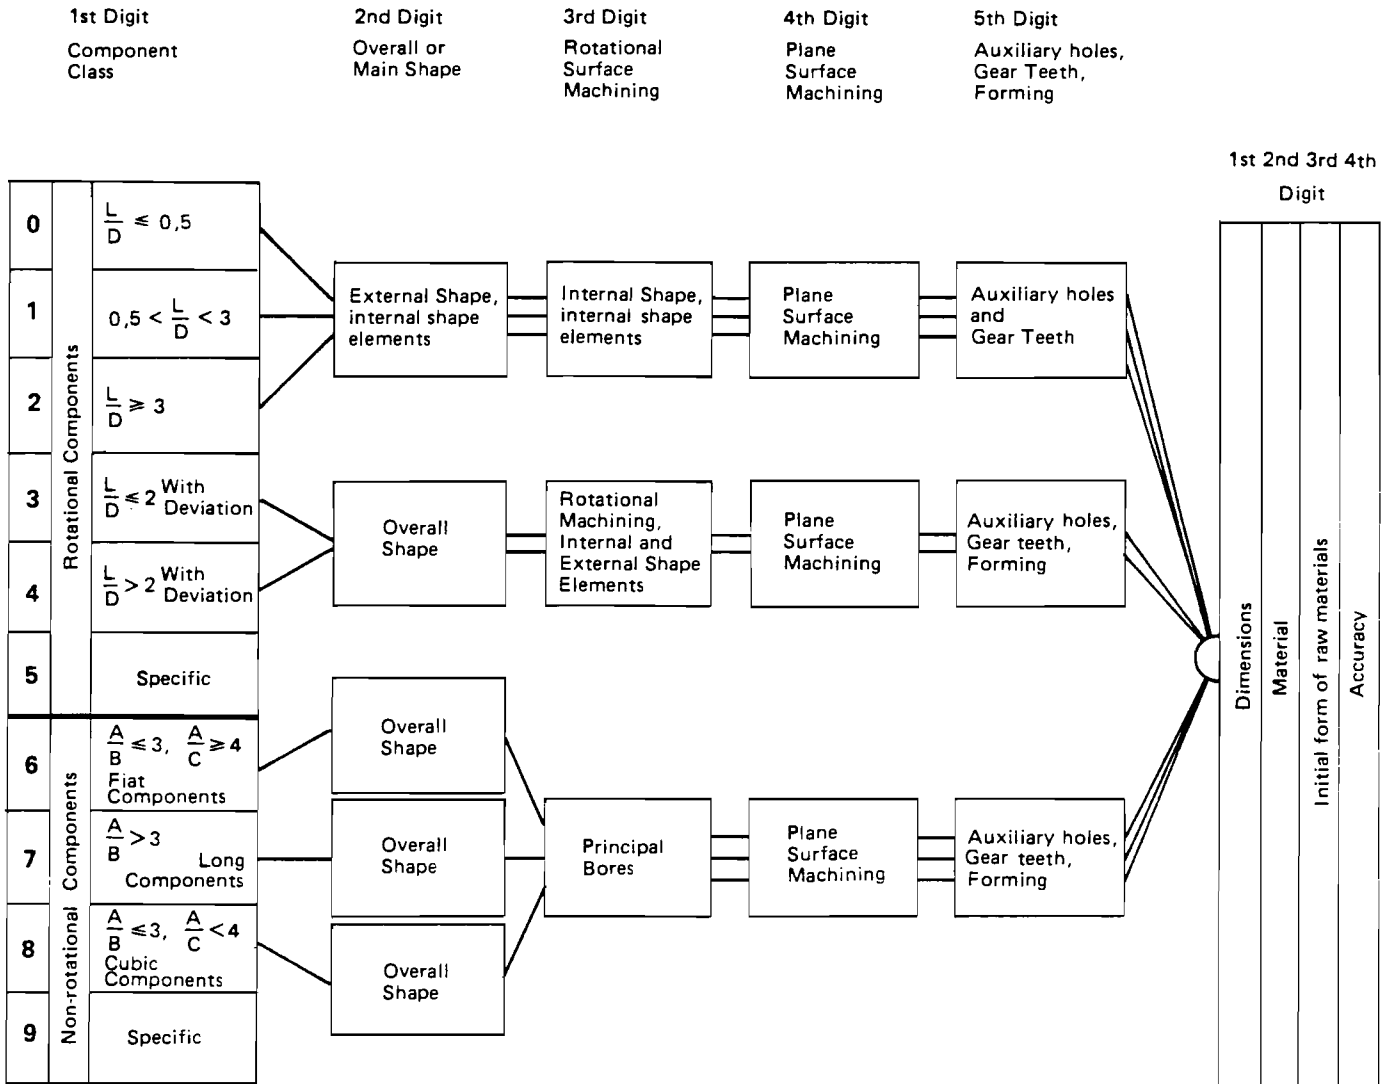 1st Digit
Component
Class
2nd Digit
Overall or
Main Shape
3rd Digit
Rotational
Surface
Machining
4th Digit
Plane
Surface
Machining
5th Digit
Auxiliary holes,
Gear Teeth,
Forming
1st 2nd 3rd 4th
Digit
Rotational Components
0
L/D ≤ 0,5
1
0,5 < L/D < 3
2
L/D ≥ 3
3
L/D ≤ 2 With
Deviation
4
L/D > 2 With
Deviation
5
Specific
Non-rotational Components
6
A/B ≤ 3, A/C ≥ 4
Fiat
Components
7
A/B > 3
Long
Components
8
A/B ≤ 3, A/C < 4
Cubic
Components
9
Specific
External Shape,
internal shape
elements
Internal Shape,
internal shape
elements
Plane
Surface
Machining
Auxiliary holes
and
Gear Teeth
Overall
Shape
Rotational
Machining,
Internal and
External Shape
Elements
Plane
Surface
Machining
Auxiliary holes,
Gear teeth,
Forming
Overall
Shape
Overall
Shape
Overall
Shape
Principal
Bores
Plane
Surface
Machining
Auxiliary holes,
Gear teeth,
Forming
Dimensions
Material
Initial form of raw materials
Accuracy